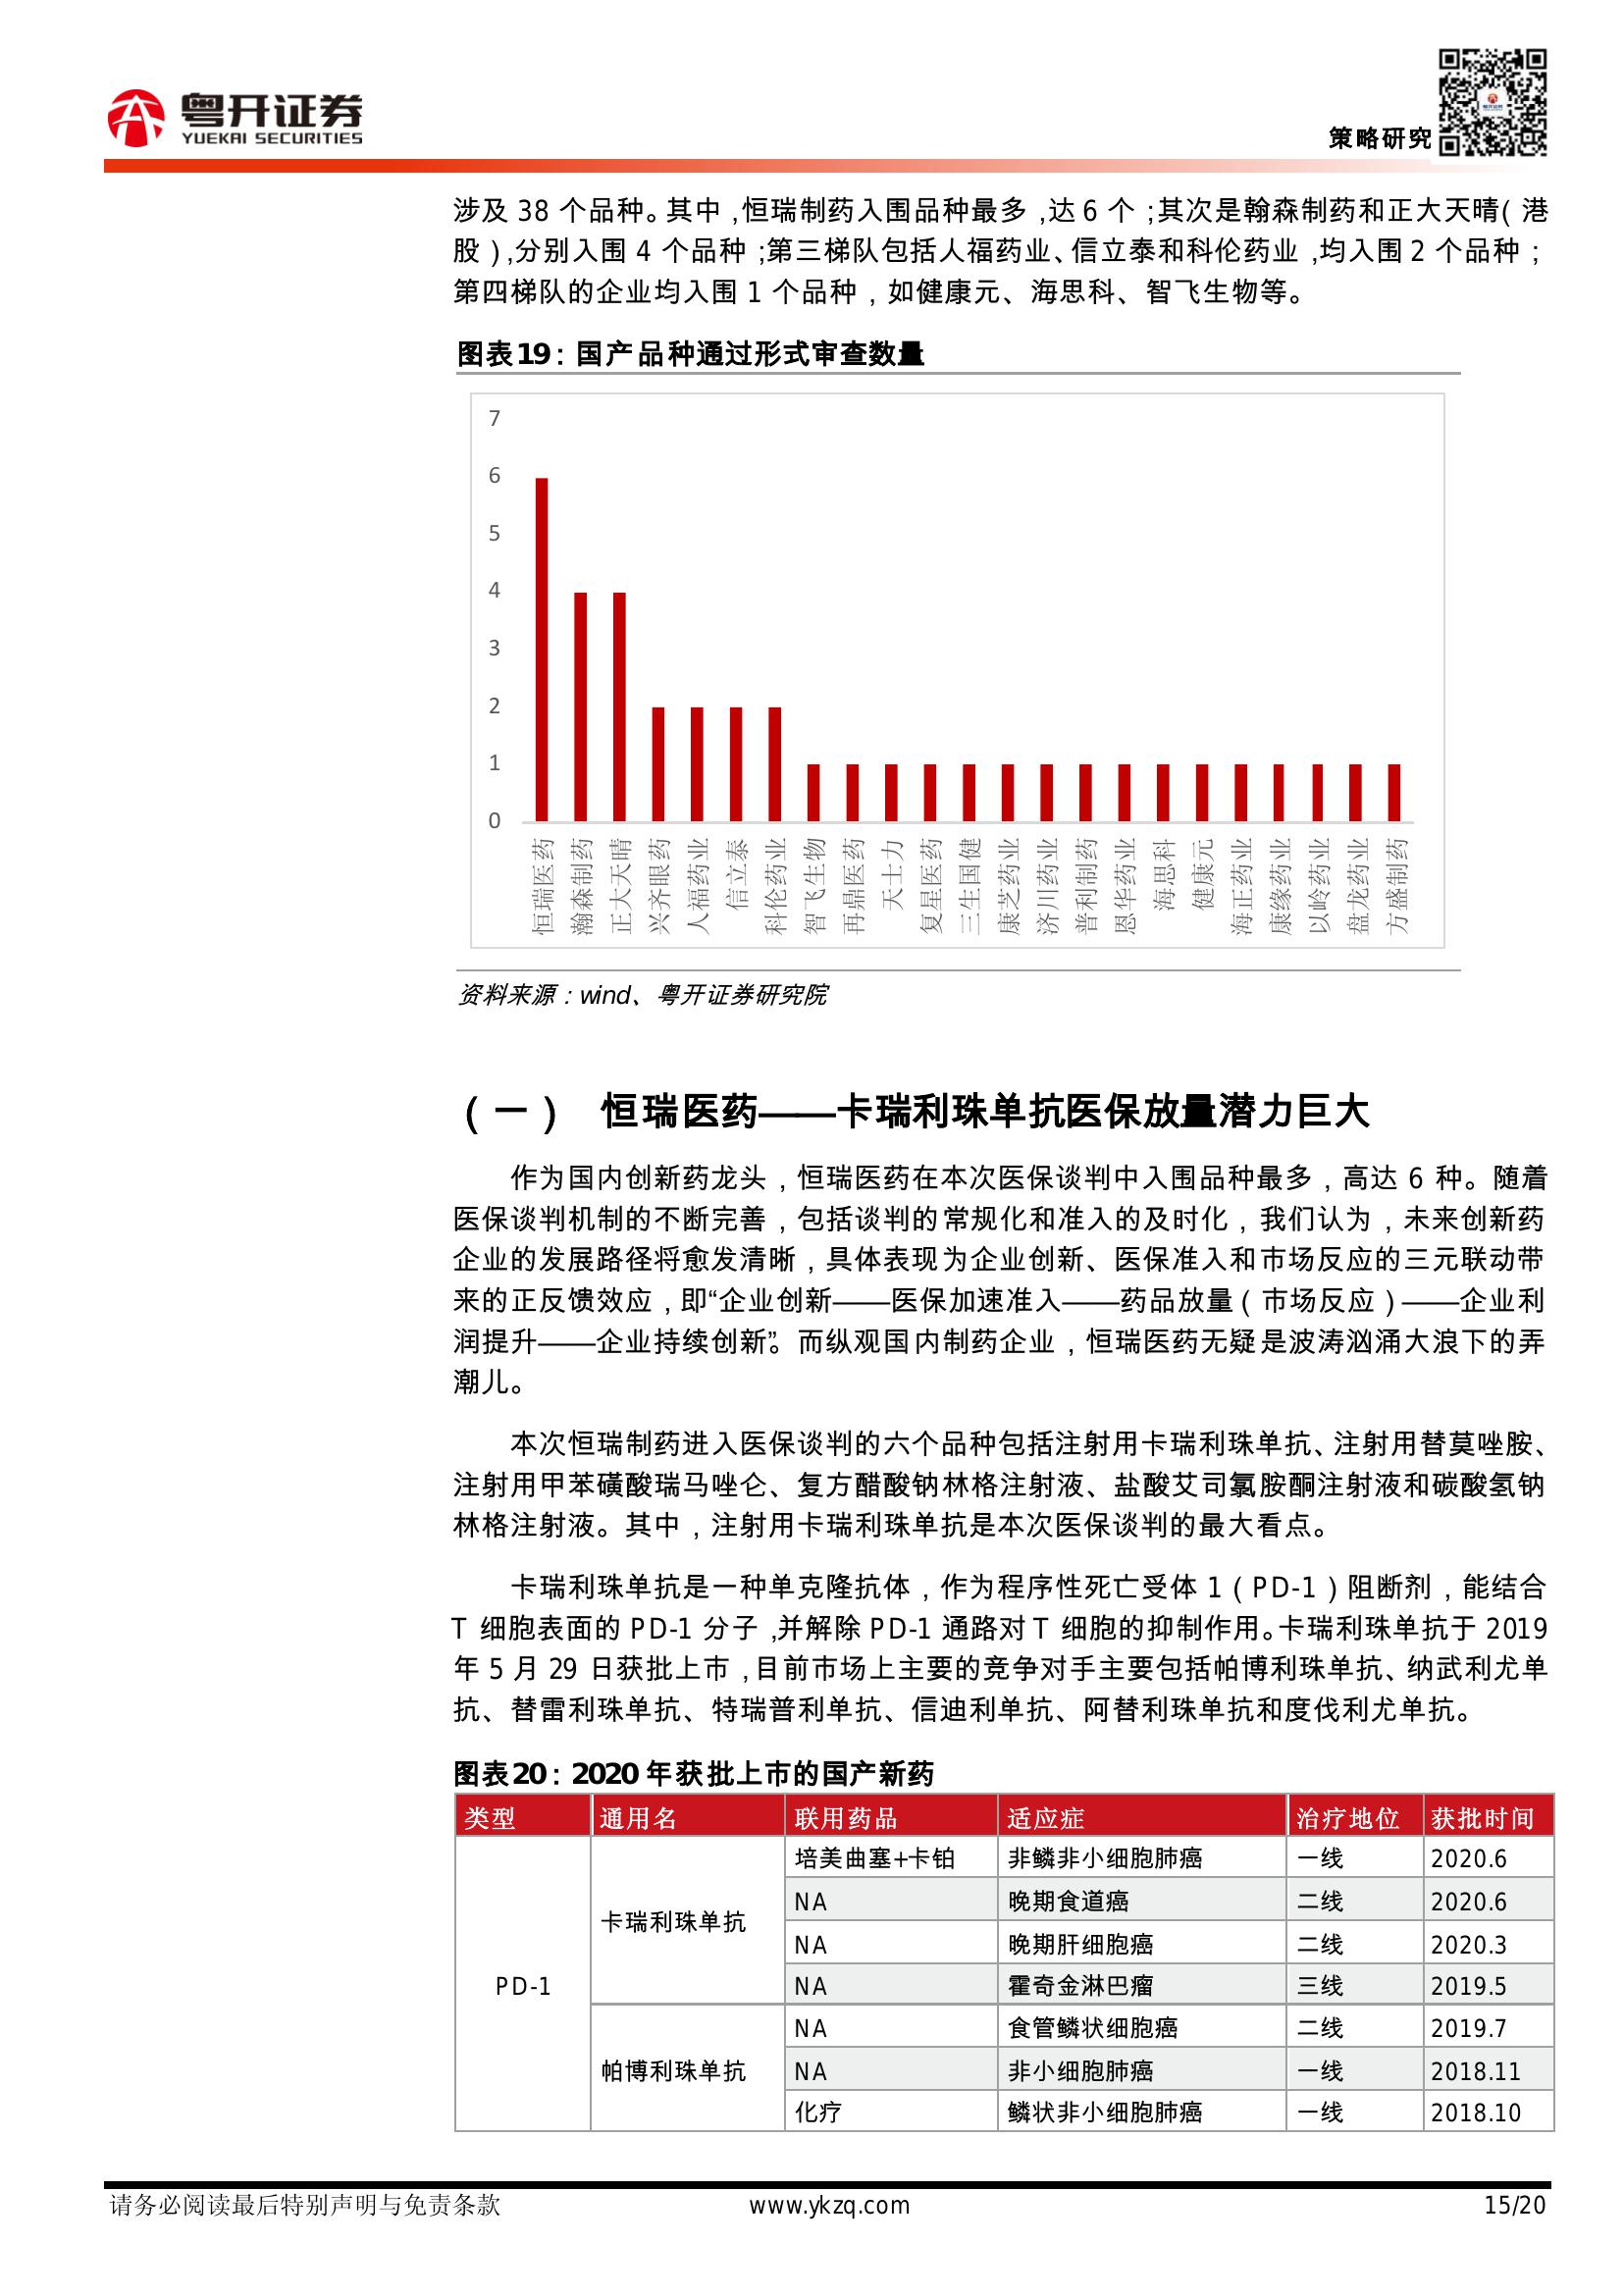 粤开证券
YUEKAI SECURITIES
策略研究
涉及 38 个品种。其中,恒瑞制药入围品种最多,达 6 个;其次是翰森制药和正大天晴(港
股),分别入围 4 个品种;第三梯队包括人福药业、信立泰和科伦药业,均入围 2 个品种;
第四梯队的企业均入围 1 个品种,如健康元、海思科、智飞生物等。
图表19:国产品种通过形式审查数量
7
6
5
4
3
2
1
0
恒瑞医药
瀚森制药
正大天晴
兴齐眼药
人福药业
信立泰
科伦药业
智飞生物
再鼎医药
天士力
复星医药
三生国健
康芝药业
济川药业
普利制药
恩华药业
海思科
健康元
海正药业
康缘药业
以岭药业
盘龙药业
方盛制药
资料来源:wind、粤开证券研究院
(一) 恒瑞医药——卡瑞利珠单抗医保放量潜力巨大
作为国内创新药龙头,恒瑞医药在本次医保谈判中入围品种最多,高达 6 种。随着
医保谈判机制的不断完善,包括谈判的常规化和准入的及时化,我们认为,未来创新药
企业的发展路径将愈发清晰,具体表现为企业创新、医保准入和市场反应的三元联动带
来的正反馈效应,即“企业创新——医保加速准入——药品放量(市场反应)——企业利
润提升——企业持续创新”。而纵观国内制药企业,恒瑞医药无疑是波涛汹涌大浪下的弄
潮儿。
本次恒瑞制药进入医保谈判的六个品种包括注射用卡瑞利珠单抗、注射用替莫唑胺、
注射用甲苯磺酸瑞马唑仑、复方醋酸钠林格注射液、盐酸艾司氯胺酮注射液和碳酸氢钠
林格注射液。其中,注射用卡瑞利珠单抗是本次医保谈判的最大看点。
卡瑞利珠单抗是一种单克隆抗体,作为程序性死亡受体 1(PD-1)阻断剂,能结合
T 细胞表面的 PD-1 分子,并解除 PD-1 通路对 T 细胞的抑制作用。卡瑞利珠单抗于 2019
年 5 月 29 日获批上市,目前市场上主要的竞争对手主要包括帕博利珠单抗、纳武利尤单
抗、替雷利珠单抗、特瑞普利单抗、信迪利单抗、阿替利珠单抗和度伐利尤单抗。
图表20:2020 年获批上市的国产新药
类型 通用名 联用药品 适应症 治疗地位 获批时间
PD-1 卡瑞利珠单抗 培美曲塞+卡铂 非鳞非小细胞肺癌 一线 2020.6
NA 晚期食道癌 二线 2020.6
NA 晚期肝细胞癌 二线 2020.3
NA 霍奇金淋巴瘤 三线 2019.5
帕博利珠单抗 NA 食管鳞状细胞癌 二线 2019.7
NA 非小细胞肺癌 一线 2018.11
化疗 鳞状非小细胞肺癌 一线 2018.10
请务必阅读最后特别声明与免责条款 www.ykzq.com 15/20